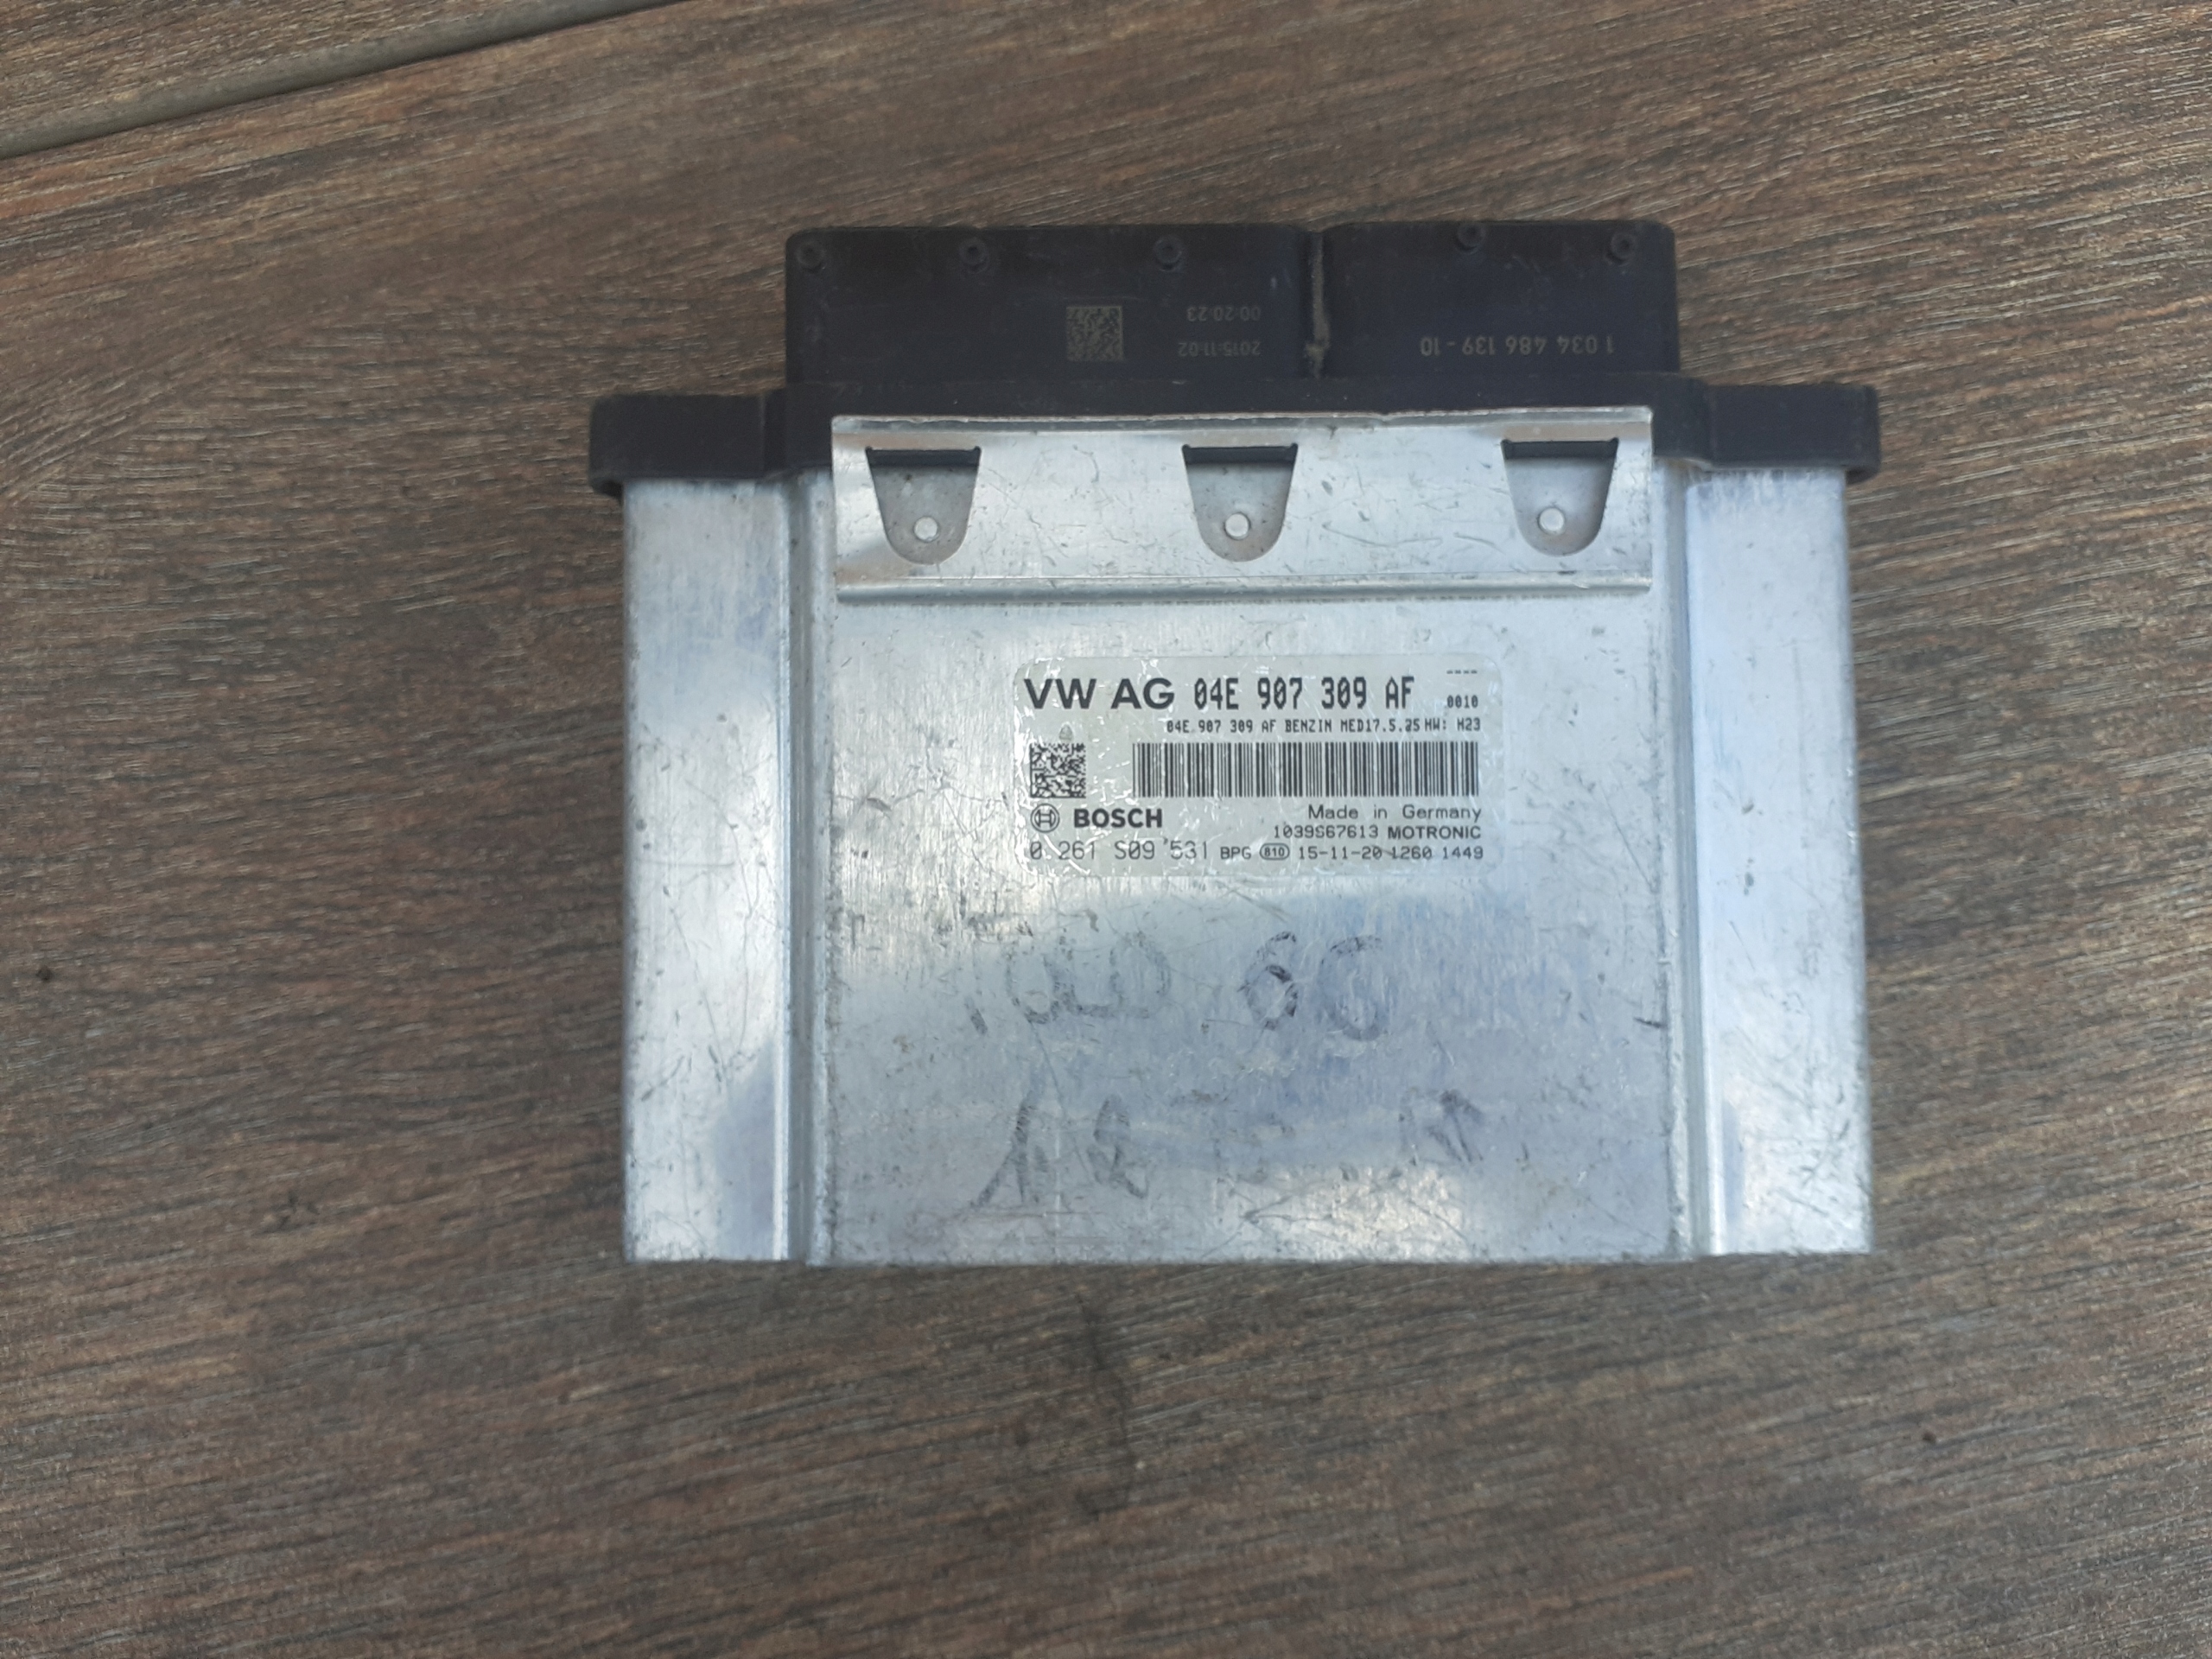 00:20:23
2015-11-02
1 034 486 139 - 10
VW AG 04E 907 309 AF ----
0010
04E 907 309 AF BENZIN MED17.5.25 HW: H23
BOSCH
Made in Germany
1039S67613 MOTRONIC
0 261 S09 531 BPG 810 15-11-20 1260 1449